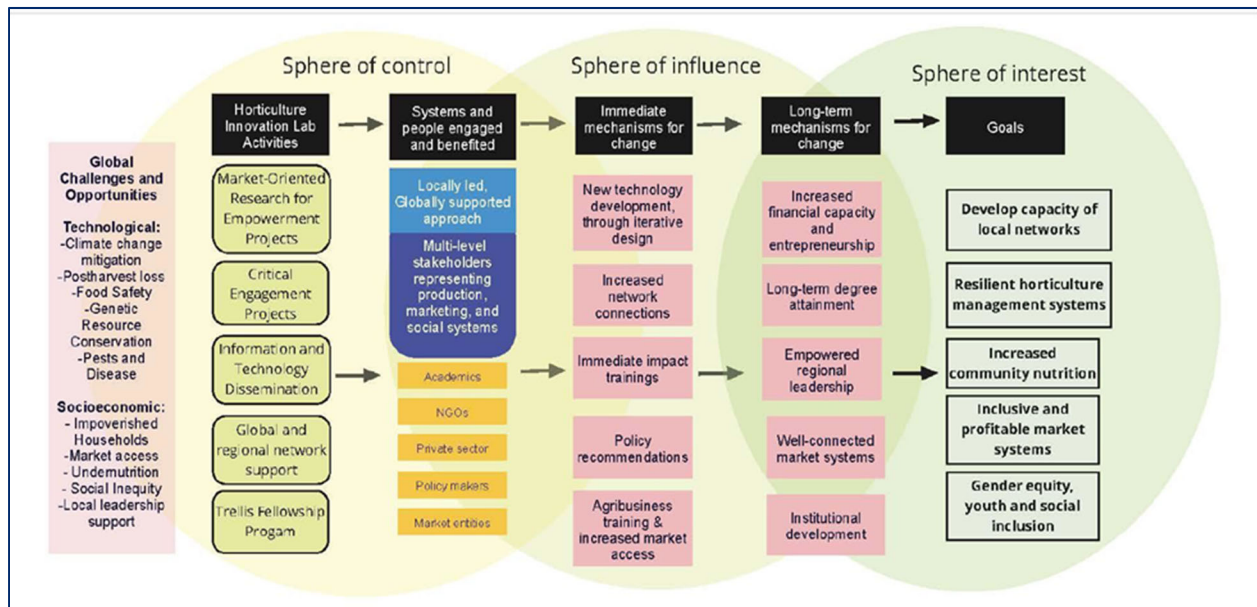 Sphere of control
Sphere of influence
Sphere of interest
Global
Challenges and
Opportunities
Technological:
-Climate change
mitigation
-Postharvest loss
-Food Safety
-Genetic
Resource
Conservation
-Pests and
Disease
Socioeconomic:
- Impoverished
Households
-Market access
- Undernutrition
- Social Inequity
-Local leadership
support
Horticulture
Innovation Lab
Activities
Market-Oriented
Research for
Empowerment
Projects
Critical
Engagement
Projects
Information and
Technology
Dissemination
Global and
regional network
support
Trellis Fellowship
Progam
Systems and
people engaged
and benefited
Locally led,
Globally supported
approach
Multi-level
stakeholders
representing
production,
marketing, and
social systems
Academics
NGOs
Private sector
Policy makers
Market entities
Immediate
mechanisms for
change
New technology
development,
through iterative
design
Increased
network
connections
Immediate impact
trainings
Policy
recommendations
Agribusiness
training &
increased market
access
Long-term
mechanisms for
change
Increased
financial capacity
and
entrepreneurship
Long-term degree
attainment
Empowered
regional
leadership
Well-connected
market systems
Institutional
development
Goals
Develop capacity of
local networks
Resilient horticulture
management systems
Increased
community nutrition
Inclusive and
profitable market
systems
Gender equity,
youth and social
inclusion